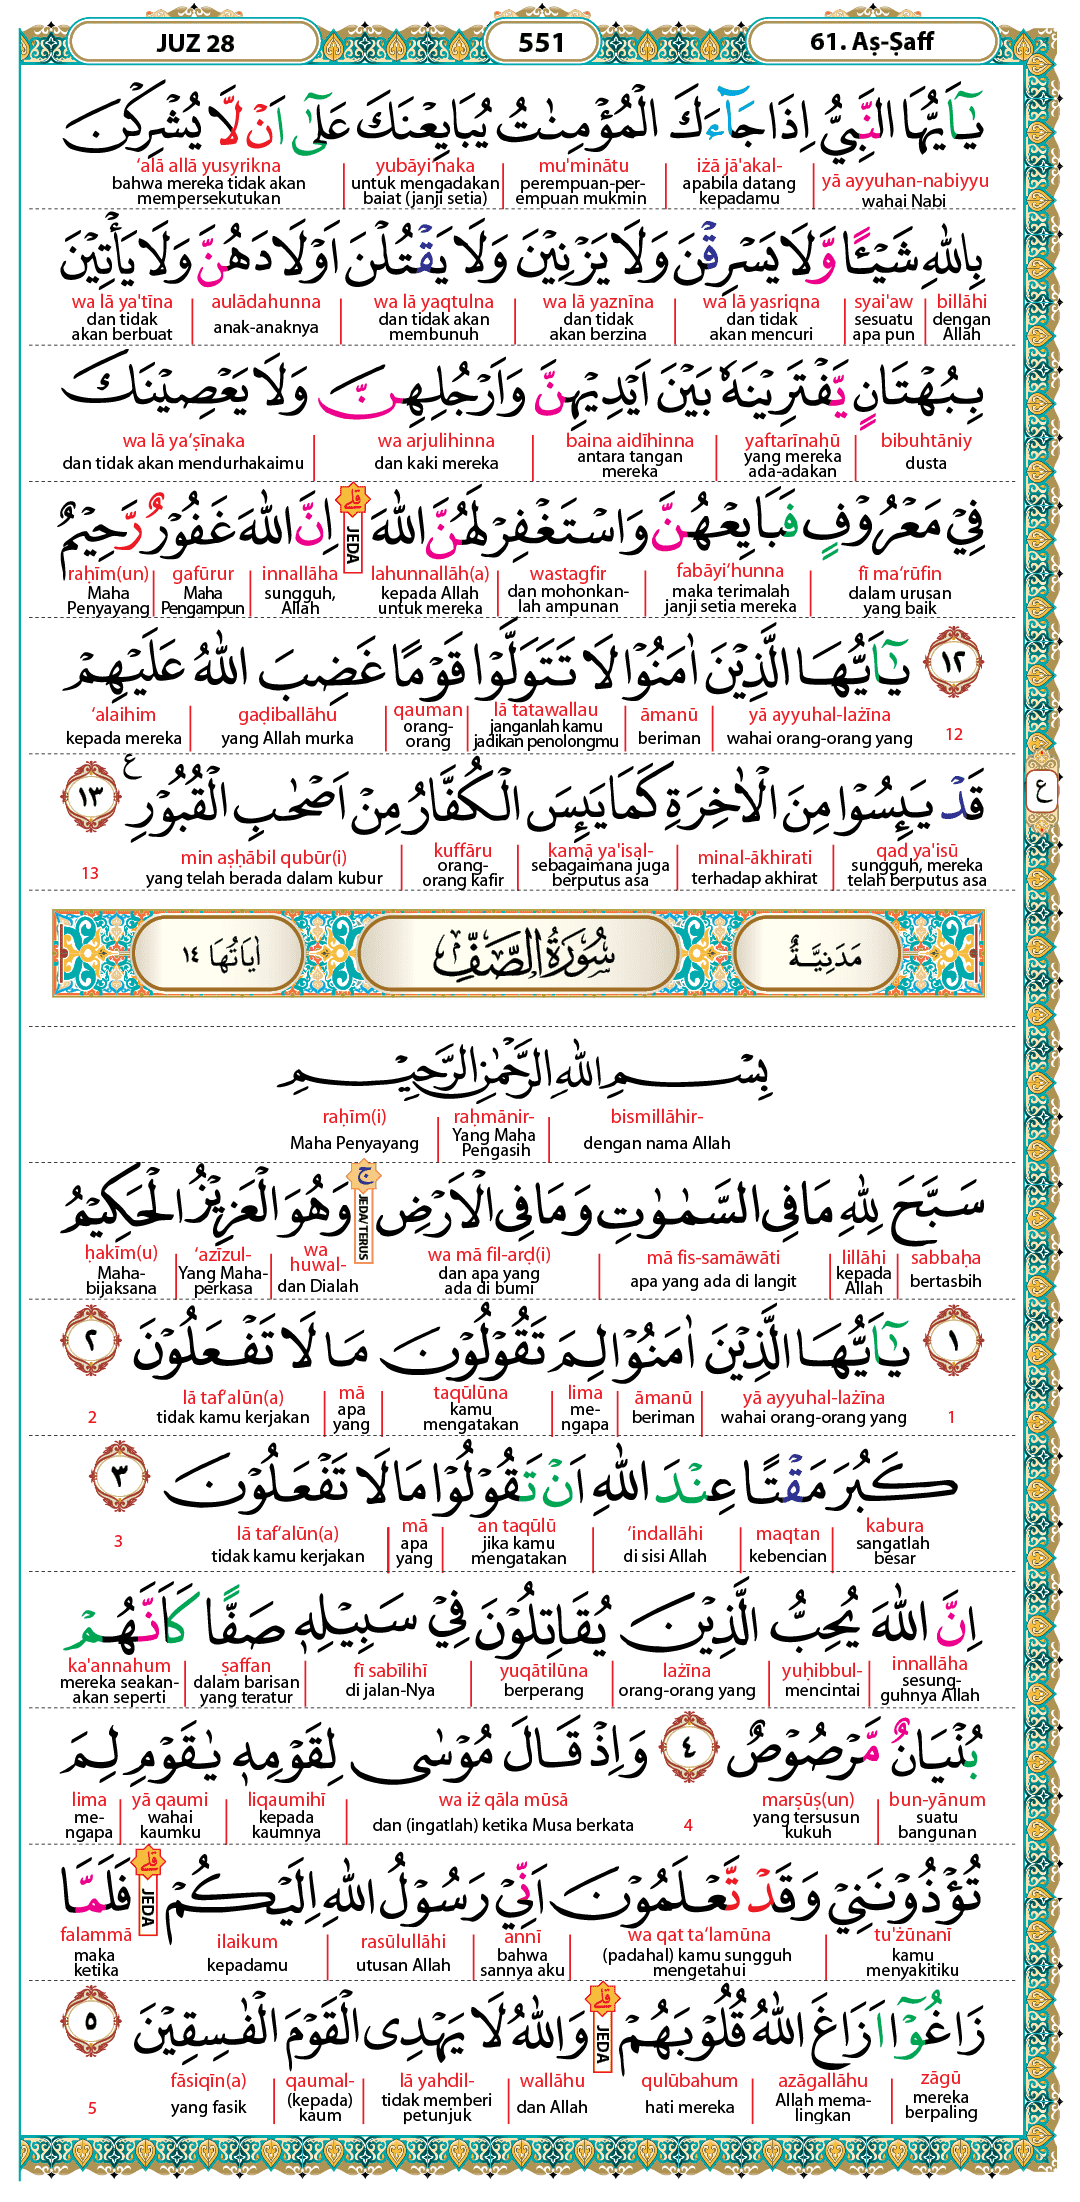 JUZ 28 551 61. Aṣ-Ṣaff
يٰٓاَيُّهَا النَّبِيُّ اِذَا جَاۤءَكَ الْمُؤْمِنٰتُ يُبَايِعْنَكَ عَلٰٓى اَنْ لَّا يُشْرِكْنَ
yā ayyuhan-nabiyyu iżā jā'akal- mu'minātu yubāyi‘naka ‘alā allā yusyrikna
wahai Nabi apabila datang kepadamu perempuan-per-empuan mukmin untuk mengadakan baiat (janji setia) bahwa mereka tidak akan mempersekutukan
بِاللّٰهِ شَيْـًٔا وَّلَا يَسْرِقْنَ وَلَا يَزْنِيْنَ وَلَا يَقْتُلْنَ اَوْلَادَهُنَّ وَلَا يَأْتِيْنَ
billāhi syai'aw wa lā yasriqna wa lā yaznīna wa lā yaqtulna aulādahunna wa lā ya'tīna
dengan Allah sesuatu apa pun dan tidak akan mencuri dan tidak akan berzina dan tidak akan membunuh anak-anaknya dan tidak akan berbuat
بِبُهْتَانٍ يَّفْتَرِيْنَهٗ بَيْنَ اَيْدِيْهِنَّ وَاَرْجُلِهِنَّ وَلَا يَعْصِيْنَكَ
bibuhtāniy yaftarīnahū baina aidīhinna wa arjulihinna wa lā ya‘ṣīnaka
dusta yang mereka ada-adakan antara tangan mereka dan kaki mereka dan tidak akan mendurhakaimu
فِيْ مَعْرُوْفٍ فَبَايِعْهُنَّ وَاسْتَغْفِرْ لَهُنَّ اللّٰهَ ۗ JEDA اِنَّ اللّٰهَ غَفُوْرٌ رَّحِيْمٌ
fī ma‘rūfin fabāyi‘hunna wastagfir lahunnallāh(a) innallāha gafūrur raḥīm(un)
dalam urusan yang baik maka terimalah janji setia mereka dan mohonkan-lah ampunan kepada Allah untuk mereka sungguh, Allah Maha Pengampun Maha Penyayang
١٢ يٰٓاَيُّهَا الَّذِيْنَ اٰمَنُوْا لَا تَتَوَلَّوْا قَوْمًا غَضِبَ اللّٰهُ عَلَيْهِمْ
12 yā ayyuhal-lażīna āmanū lā tatawallau qauman gaḍiballāhu ‘alaihim
wahai orang-orang yang beriman janganlah kamu jadikan penolongmu orang-orang yang Allah murka kepada mereka
قَدْ يَىِٕسُوْا مِنَ الْاٰخِرَةِ كَمَا يَىِٕسَ الْكُفَّارُ مِنْ اَصْحٰبِ الْقُبُوْرِ ع ١٣
ع
qad ya'isū minal-ākhirati kamā ya'isal- kuffāru min aṣḥābil qubūr(i) 13
sungguh, mereka telah berputus asa terhadap akhirat sebagaimana juga berputus asa orang-orang kafir yang telah berada dalam kubur
مَدَنِيَّةٌ سُوْرَةُ الصَّفِّ اٰيَاتُهَا ١٤
بِسْمِ اللّٰهِ الرَّحْمٰنِ الرَّحِيْمِ
bismillāhir- raḥmānir- raḥīm(i)
dengan nama Allah Yang Maha Pengasih Maha Penyayang
سَبَّحَ لِلّٰهِ مَا فِى السَّمٰوٰتِ وَمَا فِى الْاَرْضِۚ JEDA/TERUS وَهُوَ الْعَزِيْزُ الْحَكِيْمُ
sabbaḥa lillāhi mā fis-samāwāti wa mā fil-arḍ(i) wa huwal- ‘azīzul- ḥakīm(u)
bertasbih kepada Allah apa yang ada di langit dan apa yang ada di bumi dan Dialah Yang Maha-perkasa Maha-bijaksana
١ يٰٓاَيُّهَا الَّذِيْنَ اٰمَنُوْا لِمَ تَقُوْلُوْنَ مَا لَا تَفْعَلُوْنَ ٢
1 yā ayyuhal-lażīna āmanū lima taqūlūna mā lā taf‘alūn(a) 2
wahai orang-orang yang beriman me-ngapa kamu mengatakan apa yang tidak kamu kerjakan
كَبُرَ مَقْتًا عِنْدَ اللّٰهِ اَنْ تَقُوْلُوْا مَا لَا تَفْعَلُوْنَ ٣
kabura maqtan ‘indallāhi an taqūlū mā lā taf‘alūn(a) 3
sangatlah besar kebencian di sisi Allah jika kamu mengatakan apa yang tidak kamu kerjakan
اِنَّ اللّٰهَ يُحِبُّ الَّذِيْنَ يُقَاتِلُوْنَ فِيْ سَبِيْلِهٖ صَفًّا كَاَنَّهُمْ
innallāha yuḥibbul- lażīna yuqātilūna fī sabīlihī ṣaffan ka'annahum
sesung-guhnya Allah mencintai orang-orang yang berperang di jalan-Nya dalam barisan yang teratur mereka seakan-akan seperti
بُنْيَانٌ مَّرْصُوْصٌ ٤ وَاِذْ قَالَ مُوْسٰى لِقَوْمِهٖ يٰقَوْمِ لِمَ
bun-yānum marṣūṣ(un) 4 wa iż qāla mūsā liqaumihī yā qaumi lima
suatu bangunan yang tersusun kukuh dan (ingatlah) ketika Musa berkata kepada kaumnya wahai kaumku me-ngapa
تُؤْذُوْنَنِيْ وَقَدْ تَّعْلَمُوْنَ اَنِّيْ رَسُوْلُ اللّٰهِ اِلَيْكُمْ ۗ JEDA فَلَمَّا
tu'żūnanī wa qat ta‘lamūna annī rasūlullāhi ilaikum falammā
kamu menyakitiku (padahal) kamu sungguh mengetahui bahwa sannya aku utusan Allah kepadamu maka ketika
زَاغُوْٓا اَزَاغَ اللّٰهُ قُلُوْبَهُمْ ۗ JEDA وَاللّٰهُ لَا يَهْدِى الْقَوْمَ الْفٰسِقِيْنَ ٥
zāgū azāgallāhu qulūbahum wallāhu lā yahdil- qaumal- fāsiqīn(a) 5
mereka berpaling Allah mema-lingkan hati mereka dan Allah tidak memberi petunjuk (kepada) kaum yang fasik